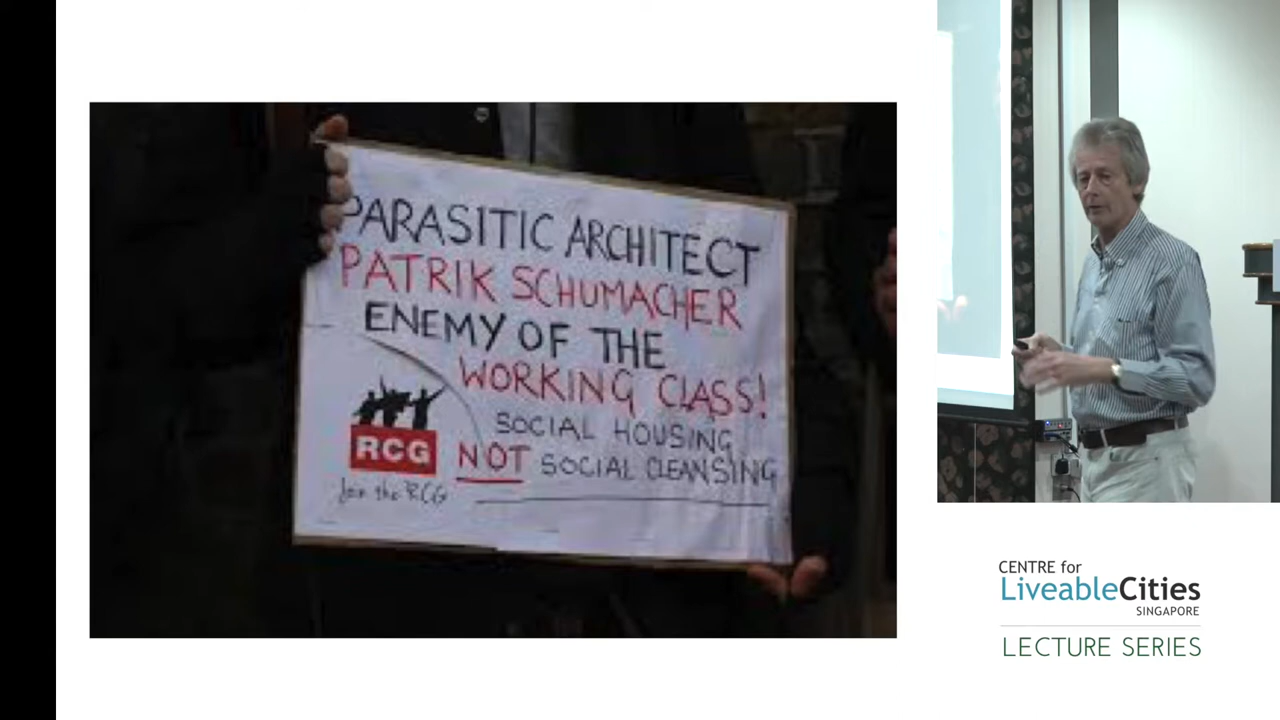 PARASITIC ARCHITECT
PATRIK SCHUMACHER
ENEMY OF THE
WORKING CLASS!
SOCIAL HOUSING
NOT SOCIAL CLEANSING
RCG
Join the RCG
CENTRE for
LiveableCities
SINGAPORE
LECTURE SERIES